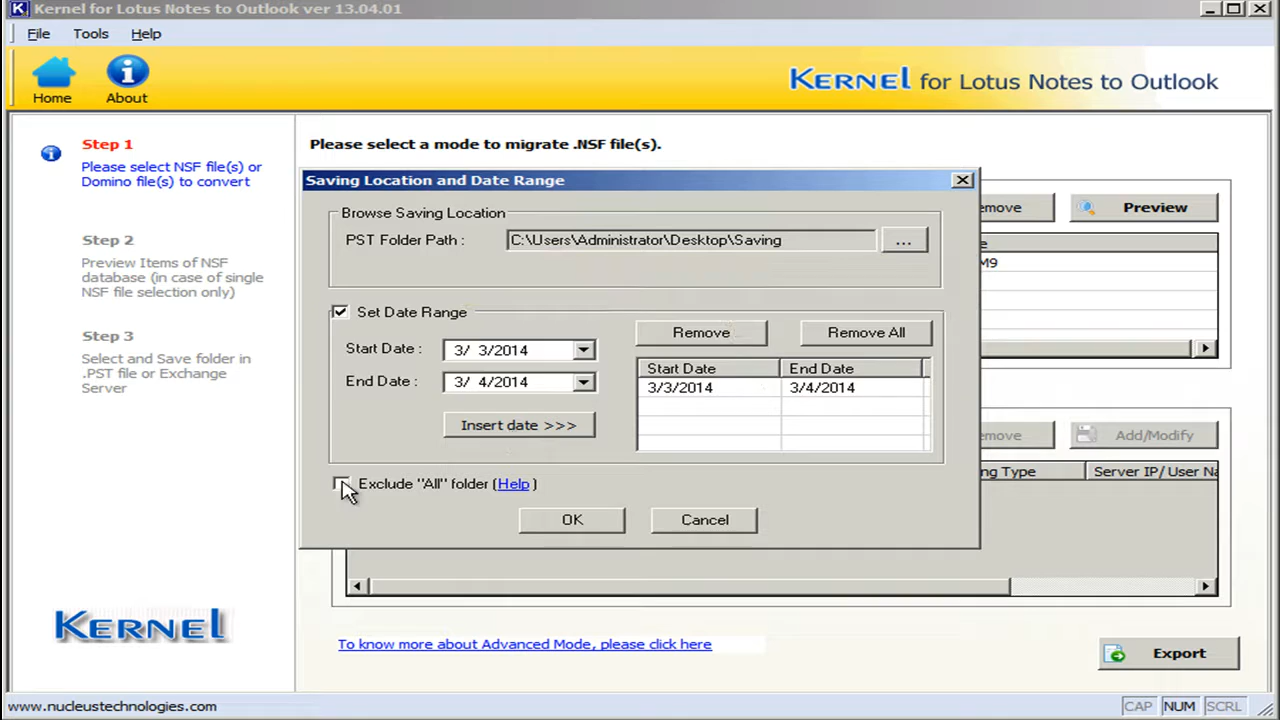 Kernel for Lotus Notes to Outlook ver 13.04.01
File Tools Help
Home About
KERNEL for Lotus Notes to Outlook
Step 1
Please select NSF file(s) or
Domino file(s) to convert
Step 2
Preview Items of NSF
database (in case of single
NSF file selection only)
Step 3
Select and Save folder in
.PST file or Exchange
Server
KERNEL
Please select a mode to migrate .NSF file(s).
Preview
M9
Saving Location and Date Range
Browse Saving Location
PST Folder Path : C:\Users\Administrator\Desktop\Saving ...
Set Date Range
Start Date : 3/ 3/2014
End Date : 3/ 4/2014
Insert date >>>
Remove Remove All
Start Date End Date
3/3/2014 3/4/2014
Exclude "All" folder (Help )
OK Cancel
Add/Modify
Type Server IP/ User Na
To know more about Advanced Mode, please click here
Export
www.nucleustechnologies.com
CAP NUM SCRL